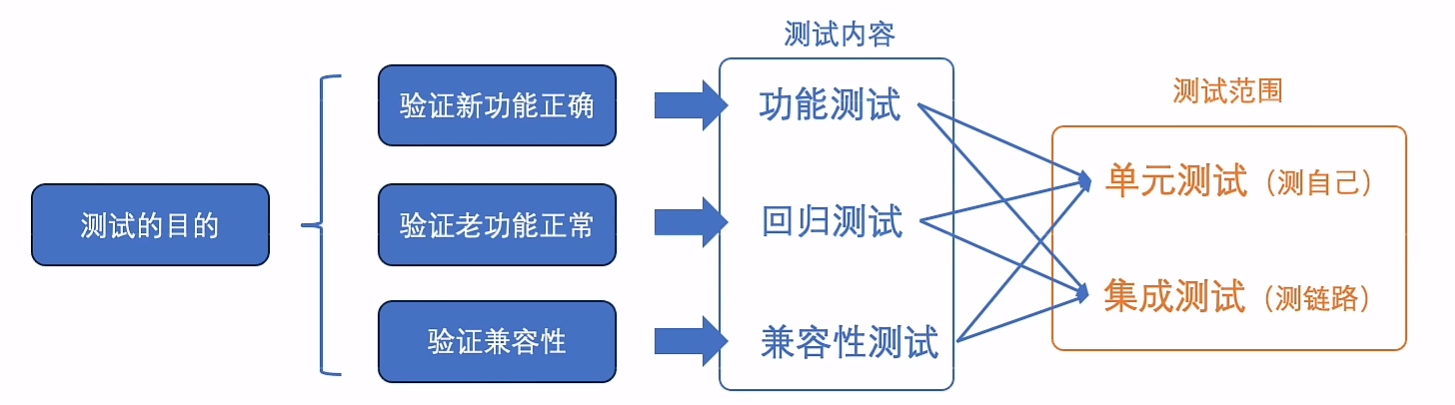 测试内容
测试范围
测试的目的
验证新功能正确
功能测试
验证老功能正常
回归测试
验证兼容性
兼容性测试
单元测试（测自己）
集成测试（测链路）